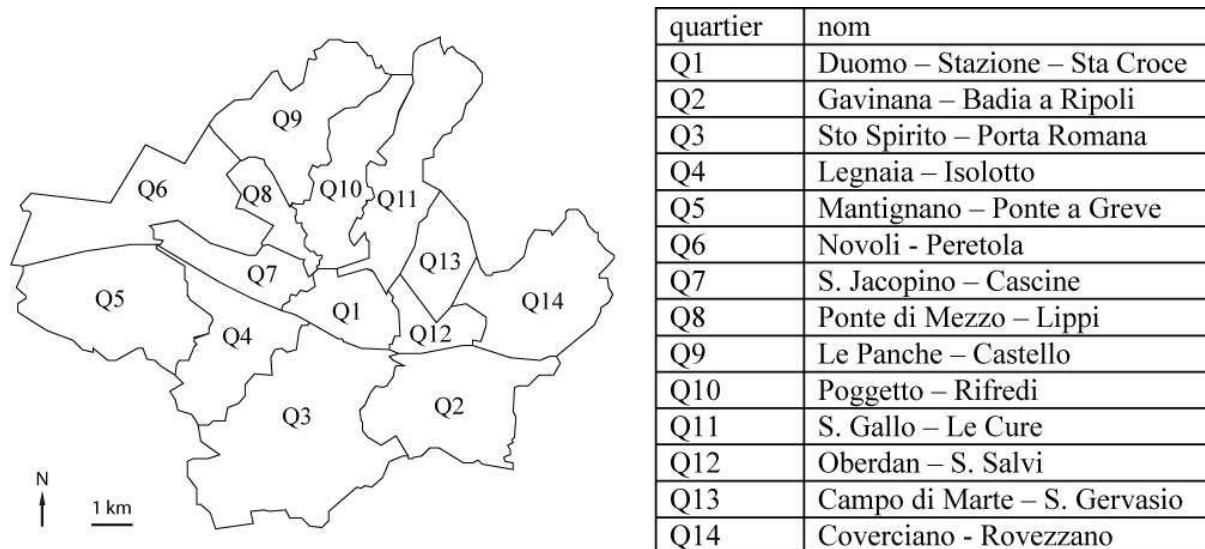 Q9
Q6
Q8
Q10
Q11
Q13
Q7
Q14
Q5
Q1
Q4
Q12
Q3
Q2
N
1 km
quartier nom
Q1 Duomo – Stazione – Sta Croce
Q2 Gavinana – Badia a Ripoli
Q3 Sto Spirito – Porta Romana
Q4 Legnaia – Isolotto
Q5 Mantignano – Ponte a Greve
Q6 Novoli - Peretola
Q7 S. Jacopino – Cascine
Q8 Ponte di Mezzo – Lippi
Q9 Le Panche – Castello
Q10 Poggetto – Rifredi
Q11 S. Gallo – Le Cure
Q12 Oberdan – S. Salvi
Q13 Campo di Marte – S. Gervasio
Q14 Coverciano - Rovezzano